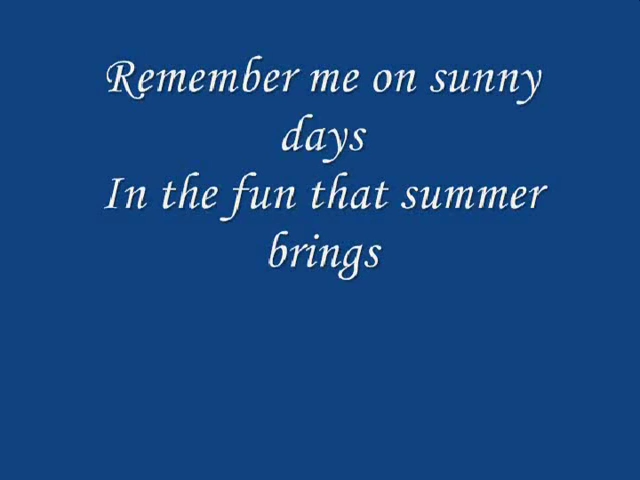 Remember me on sunny
days
In the fun that summer
brings